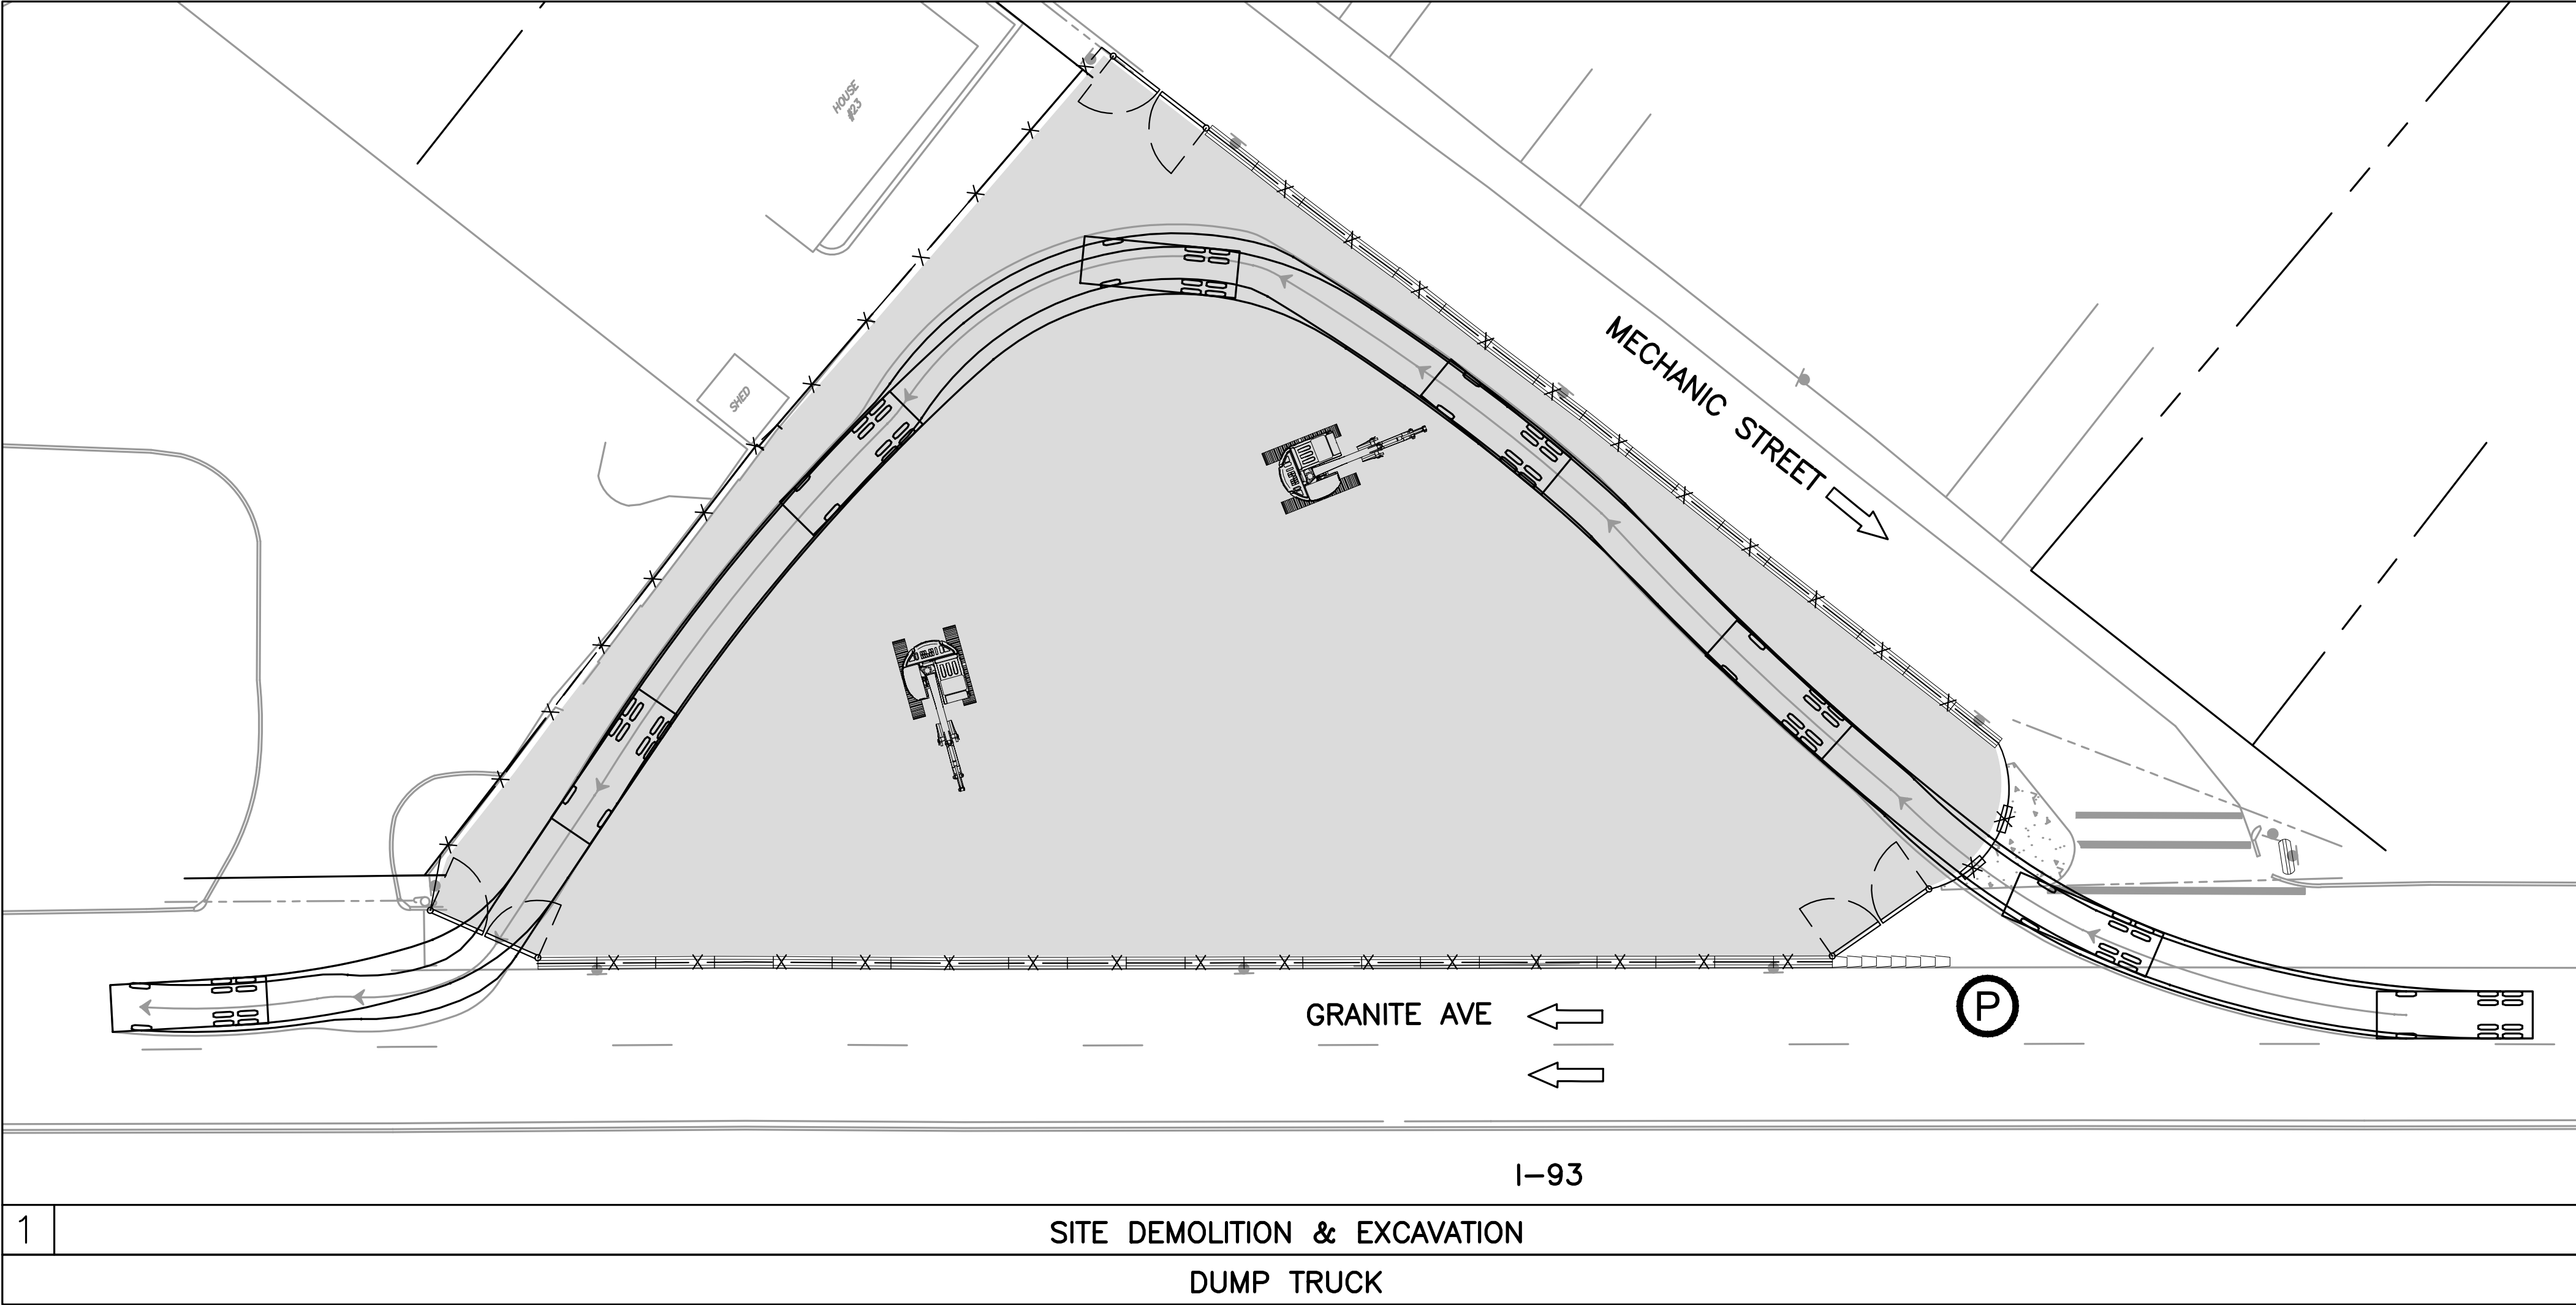 HOUSE
#23
SHED
MECHANIC STREET
GRANITE AVE
P
I-93
1
SITE DEMOLITION & EXCAVATION
DUMP TRUCK